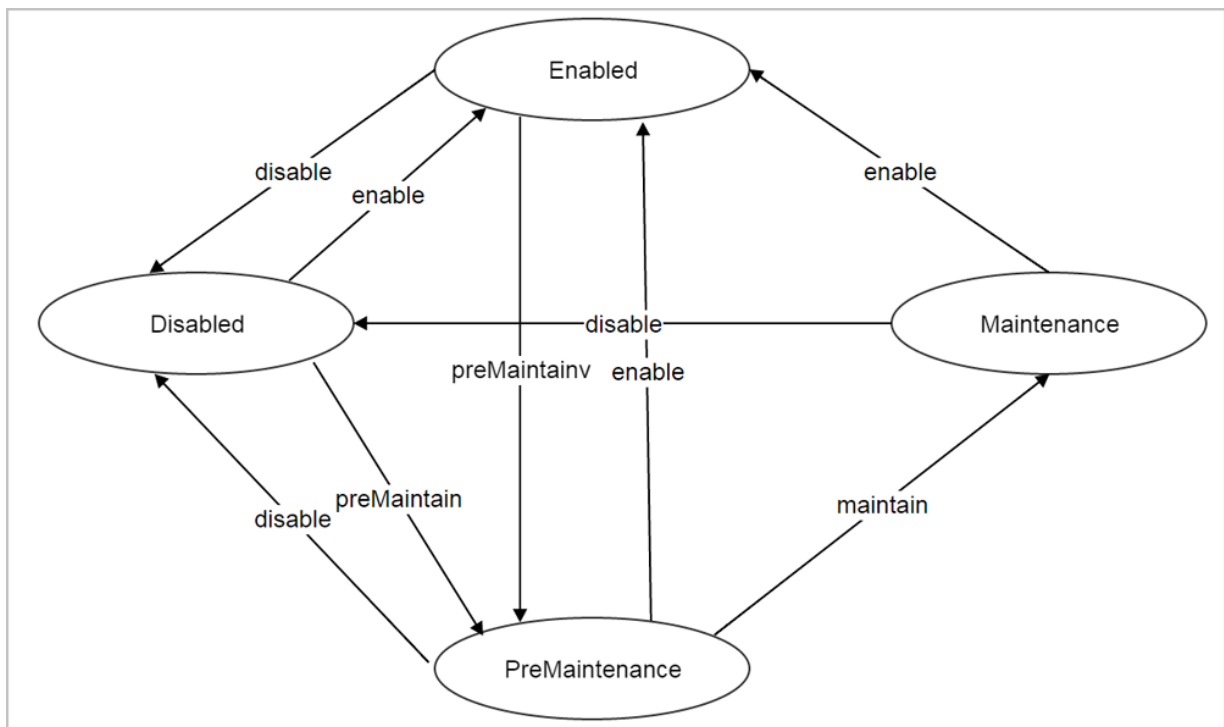 Enabled
disable
enable
enable
Disabled
disable
Maintenance
preMaintainv
enable
preMaintain
maintain
disable
PreMaintenance